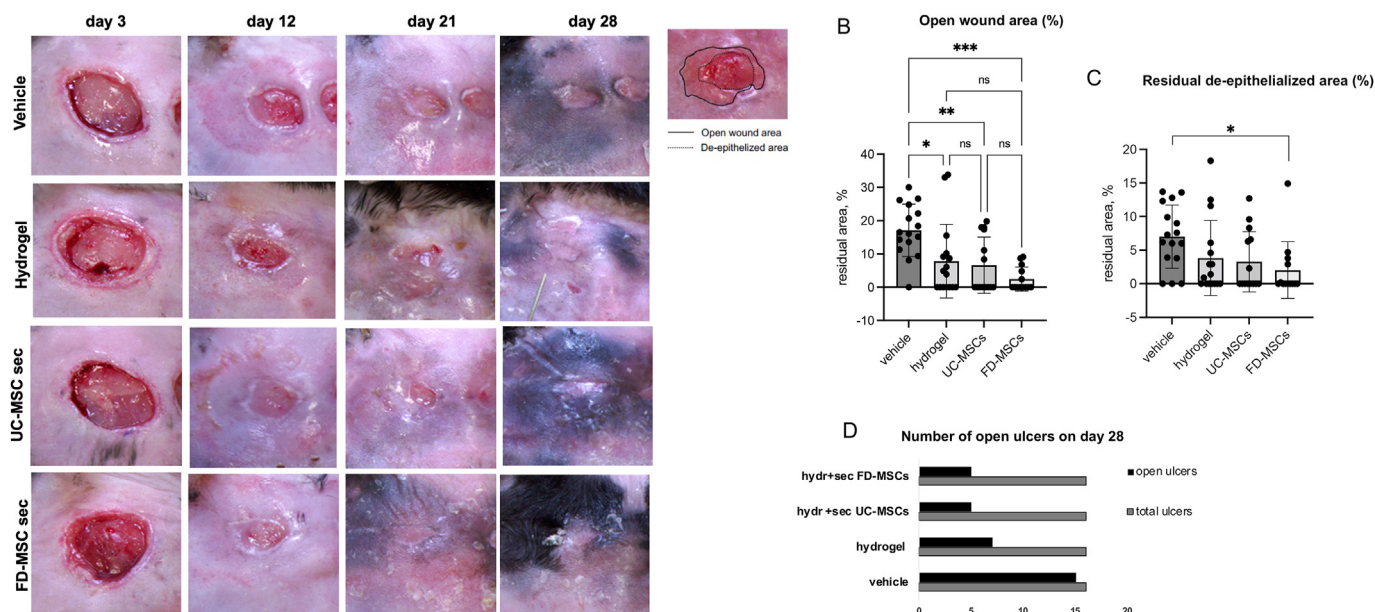 day 3
day 12
day 21
day 28
Vehicle
Hydrogel
UC-MSC sec
FD-MSC sec
Open wound area
De-epithelized area
B
Open wound area (%)
***
ns
**
*
ns
ns
residual area, %
40
30
20
10
0
-10
vehicle
hydrogel
UC-MSCs
FD-MSCs
C
Residual de-epithelialized area (%)
*
residual area, %
20
15
10
5
0
-5
vehicle
hydrogel
UC-MSCs
FD-MSCs
D
Number of open ulcers on day 28
hydr+sec FD-MSCs
hydr +sec UC-MSCs
hydrogel
vehicle
open ulcers
total ulcers
0
5
10
15
20